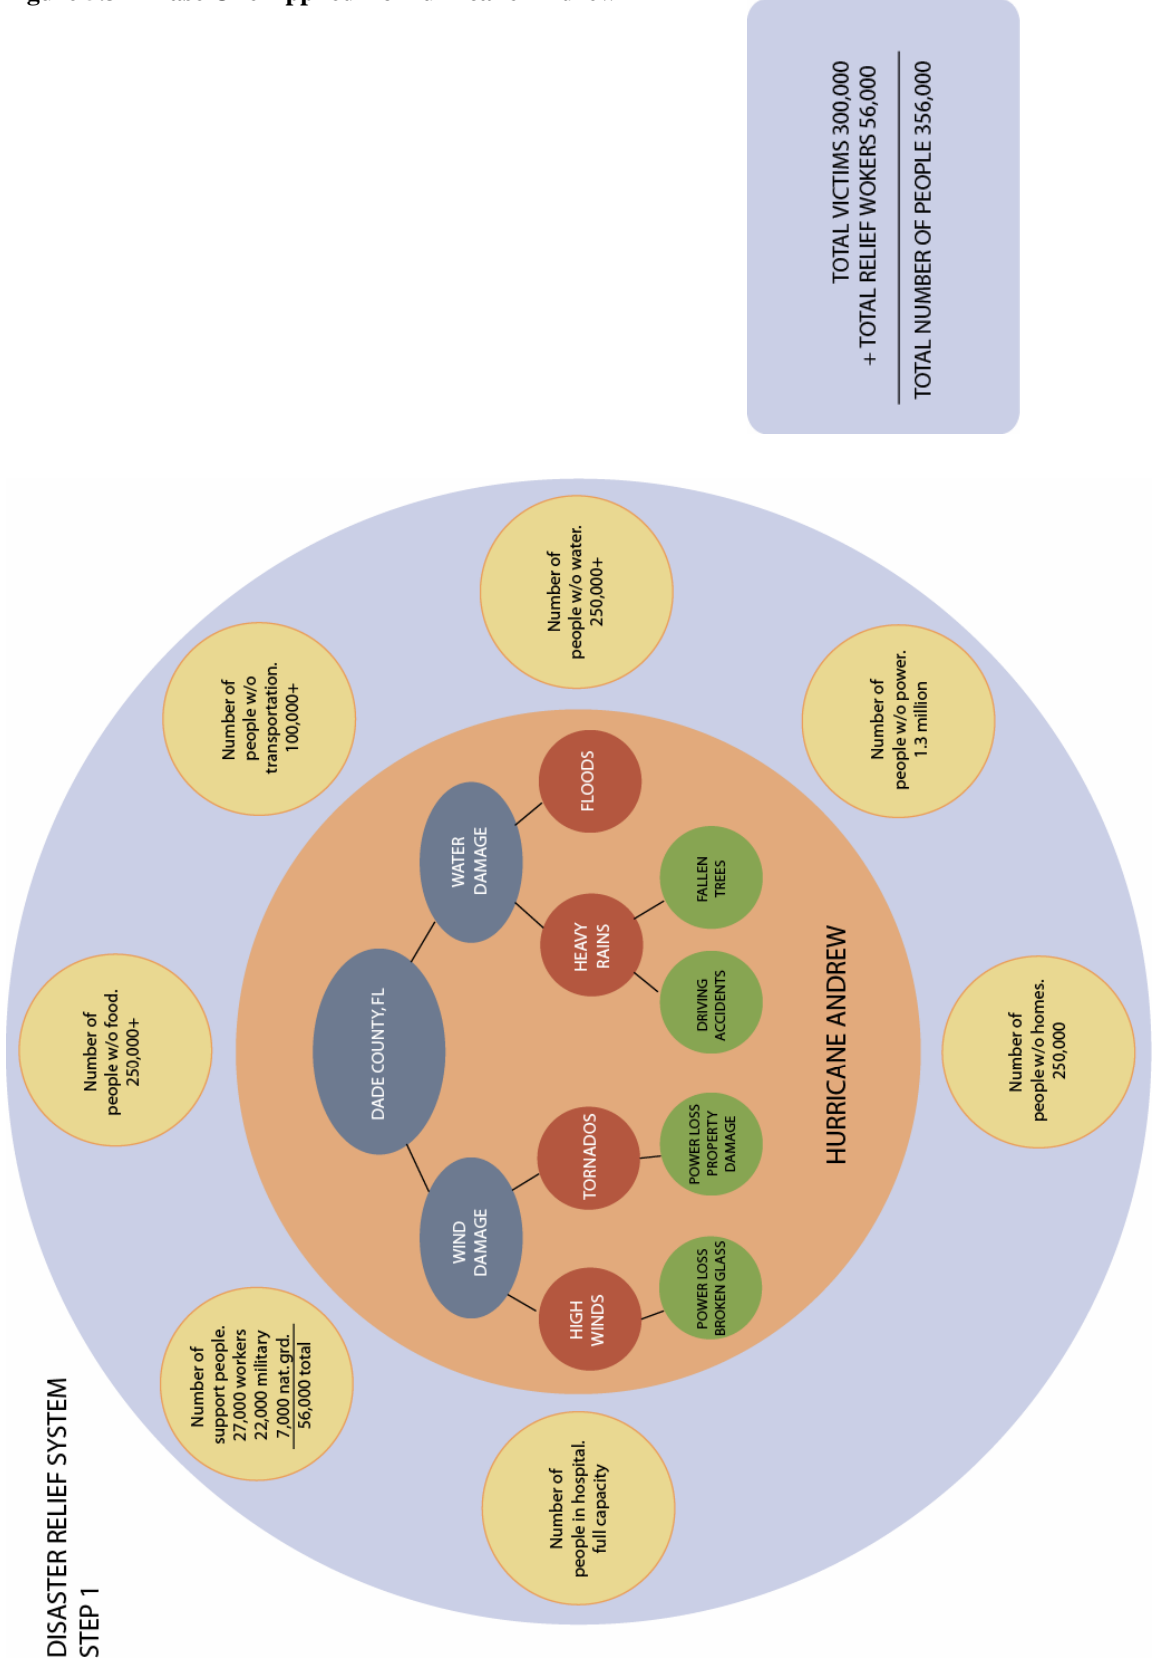 DISASTER RELIEF SYSTEM
STEP 1
Number of
support people.
27,000 workers
22,000 military
7,000 nat. grd.
56,000 total
Number of
people w/o food.
250,000+
Number of
people w/o
transportation.
100,000+
Number of
people in hospital.
full capacity
Number of
people w/o water.
250,000+
Number of
people w/o homes.
250,000
Number of
people w/o power.
1.3 million
DADE COUNTY,FL
WIND
DAMAGE
WATER
DAMAGE
HIGH
WINDS
TORNADOS
HEAVY
RAINS
FLOODS
POWER LOSS
BROKEN GLASS
POWER LOSS
PROPERTY
DAMAGE
DRIVING
ACCIDENTS
FALLEN
TREES
HURRICANE ANDREW
TOTAL VICTIMS 300,000
+ TOTAL RELIEF WOKERS 56,000
TOTAL NUMBER OF PEOPLE 356,000